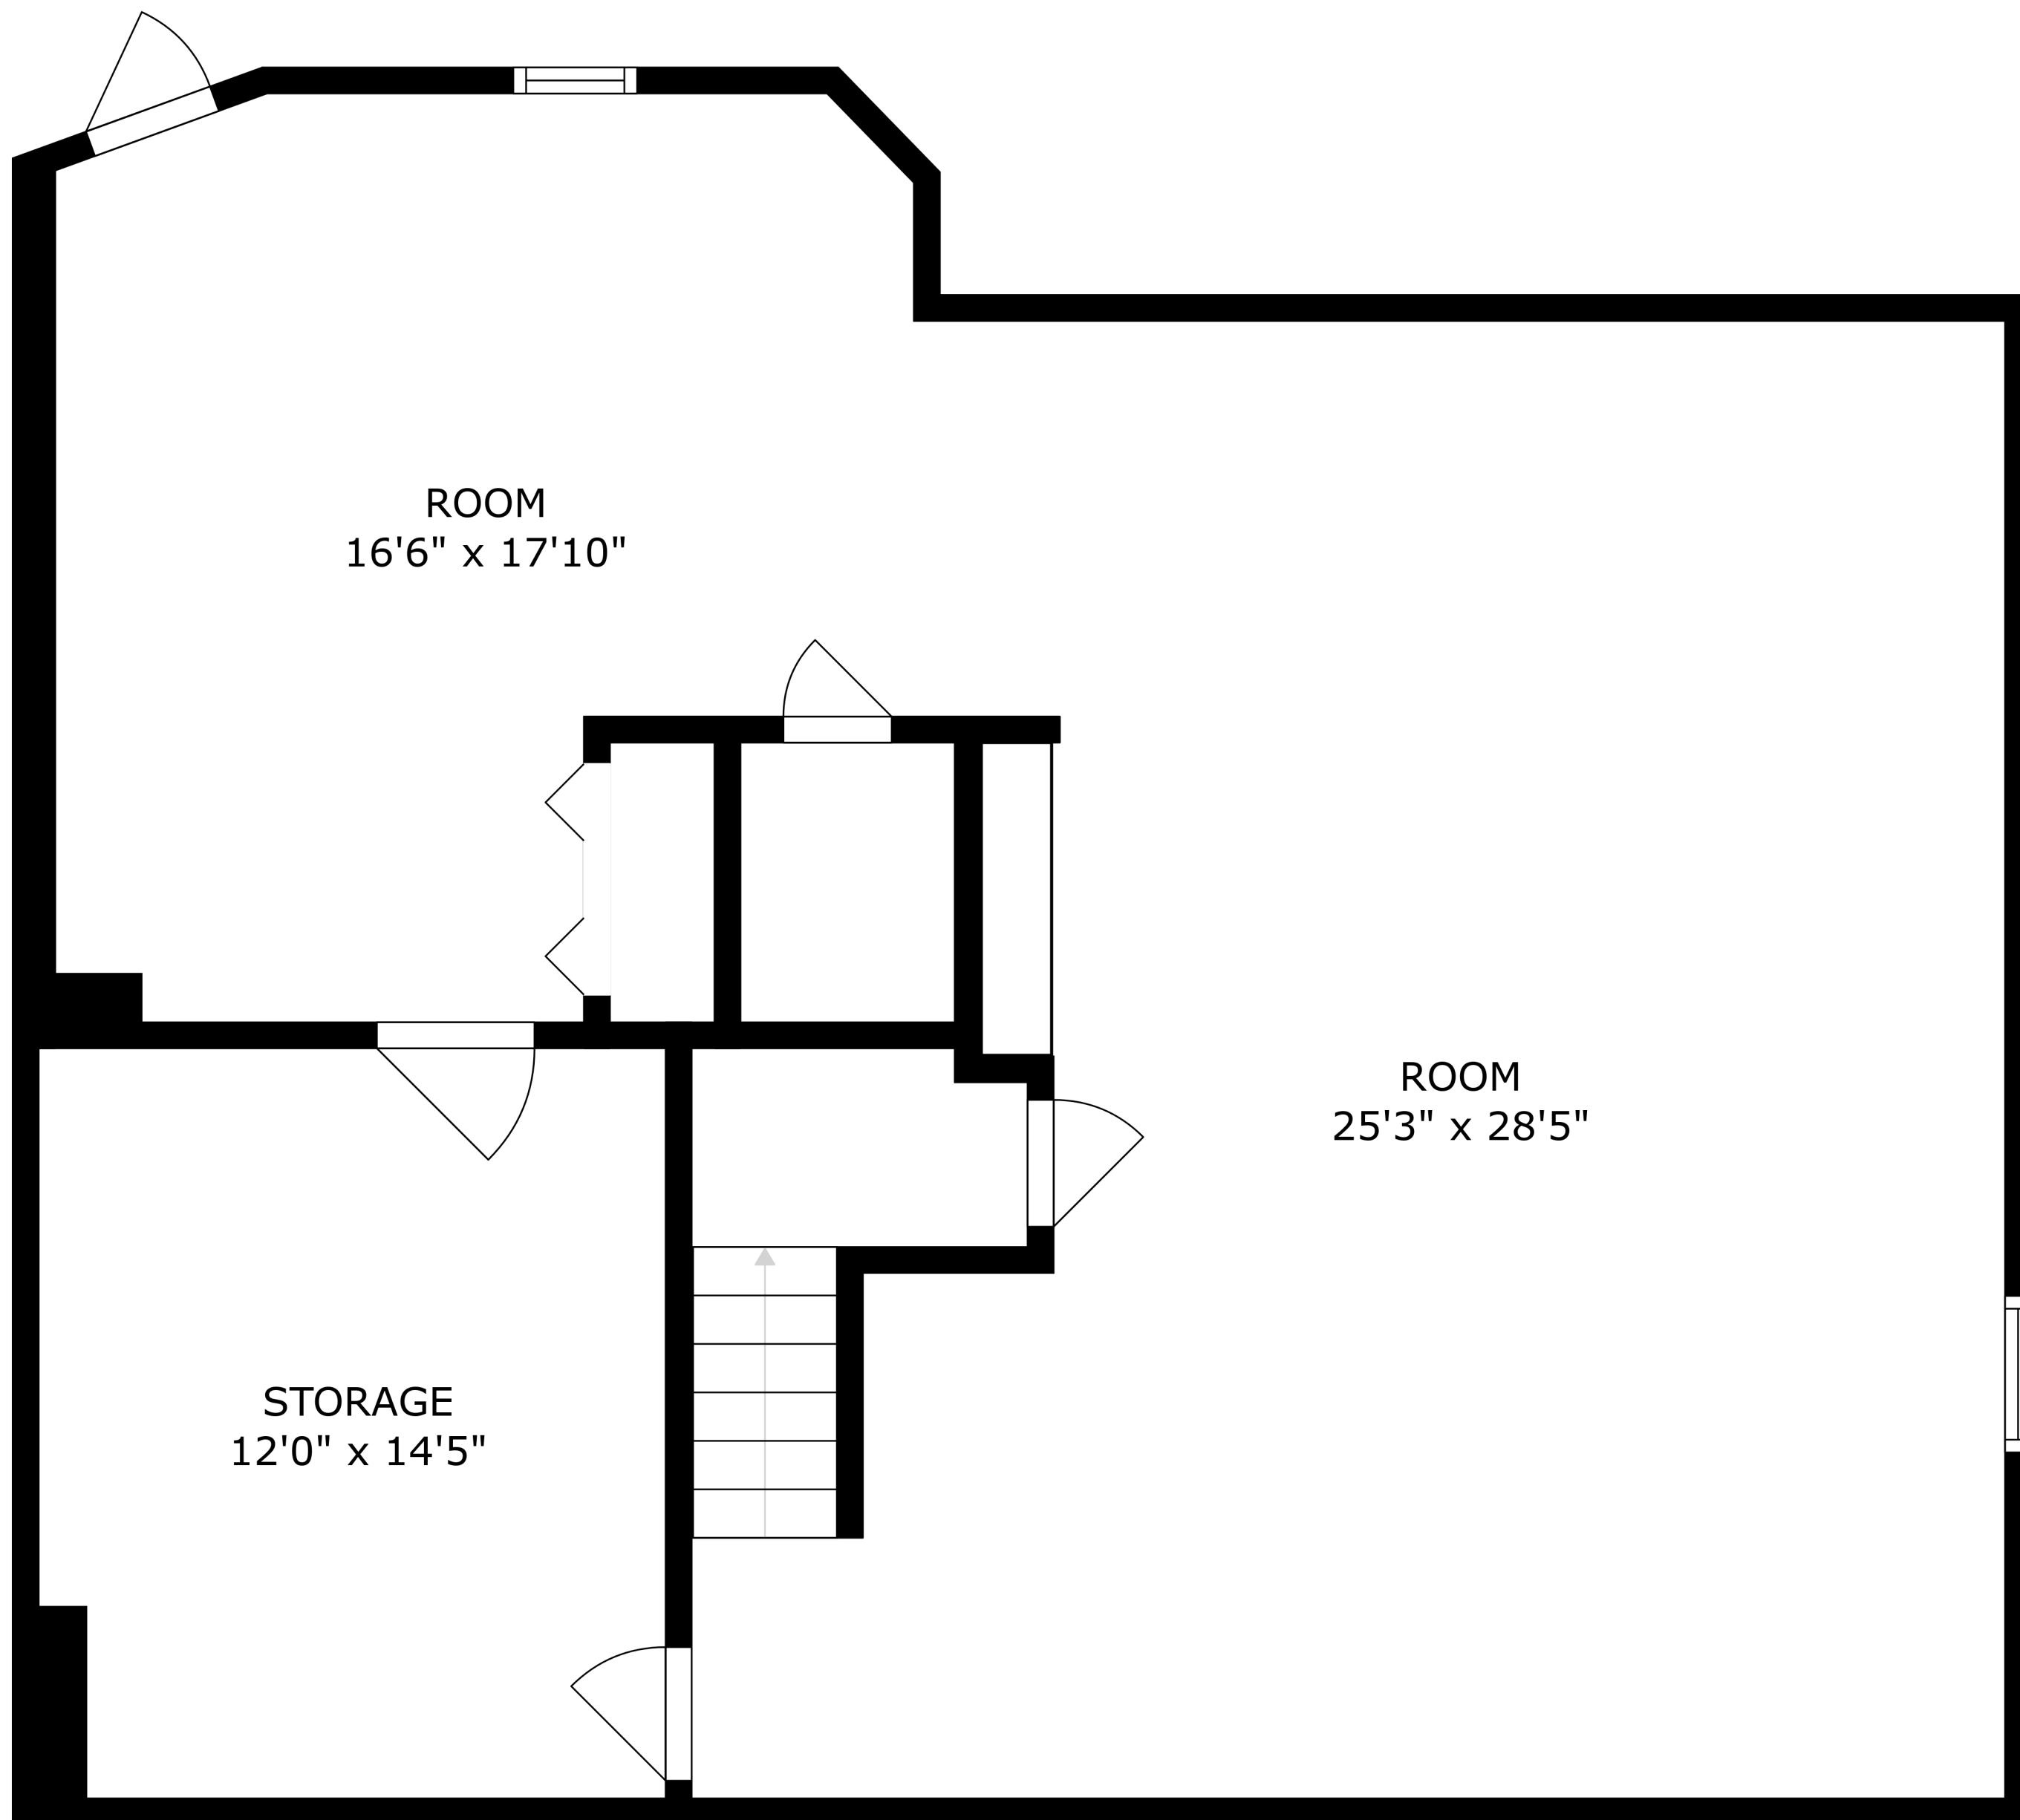 ROOM
16'6" x 17'10"
ROOM
25'3" x 28'5"
STORAGE
12'0" x 14'5"